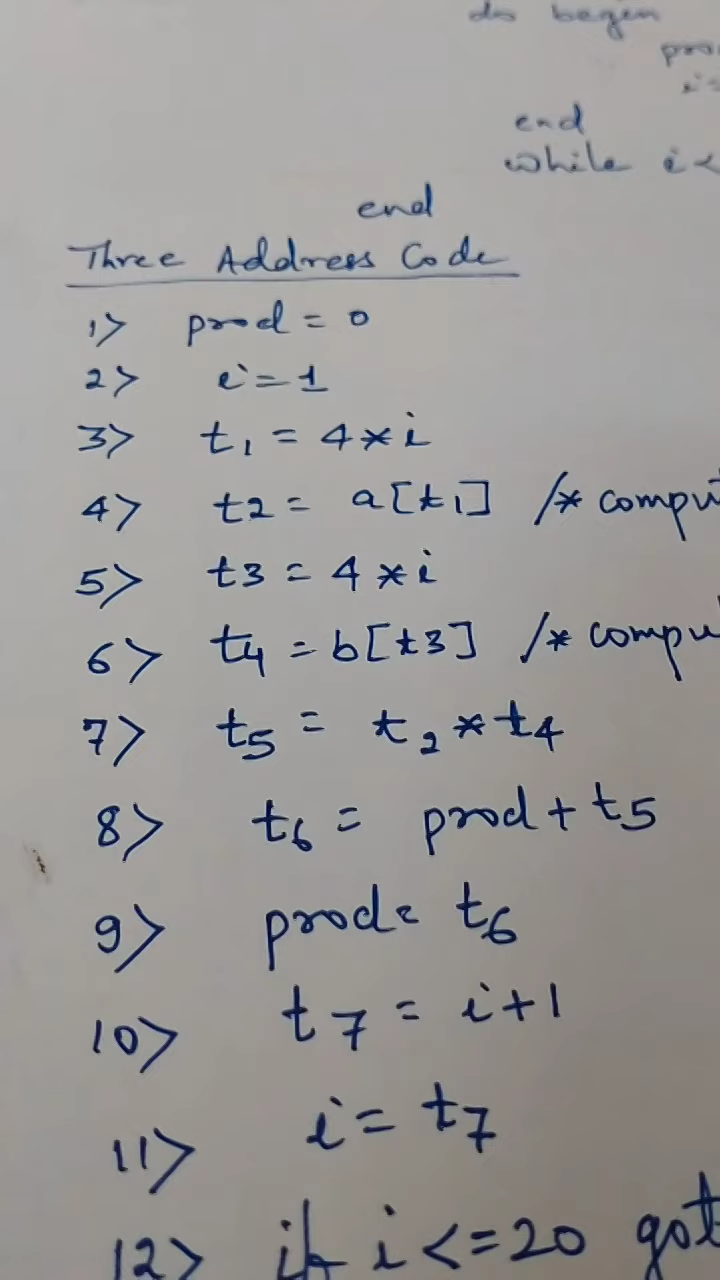 do begen
end
while i<
end
Three Address Code
1> prod = 0
2> i = 1
3> t1 = 4*i
4> t2 = a[t1] /* compu
5> t3 = 4*i
6> t4 = b[t3] /* compu
7> t5 = t2 * t4
8> t6 = prod + t5
9> prod = t6
10> t7 = i+1
11> i = t7
12> if i <= 20 got